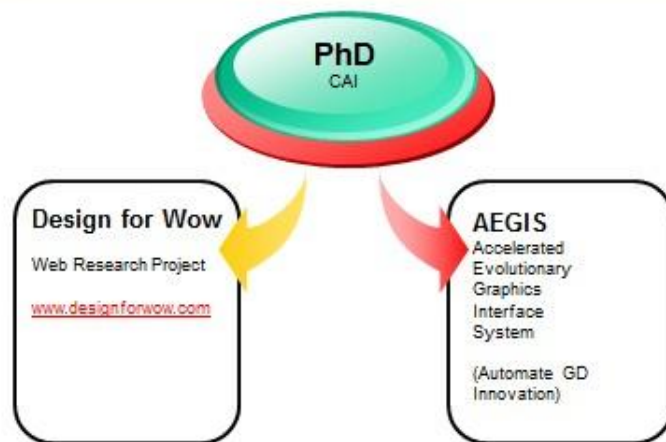 PhD
CAI
Design for Wow
Web Research Project
www.designforwow.com
AEGIS
Accelerated
Evolutionary
Graphics
Interface
System
(Automate GD
Innovation)